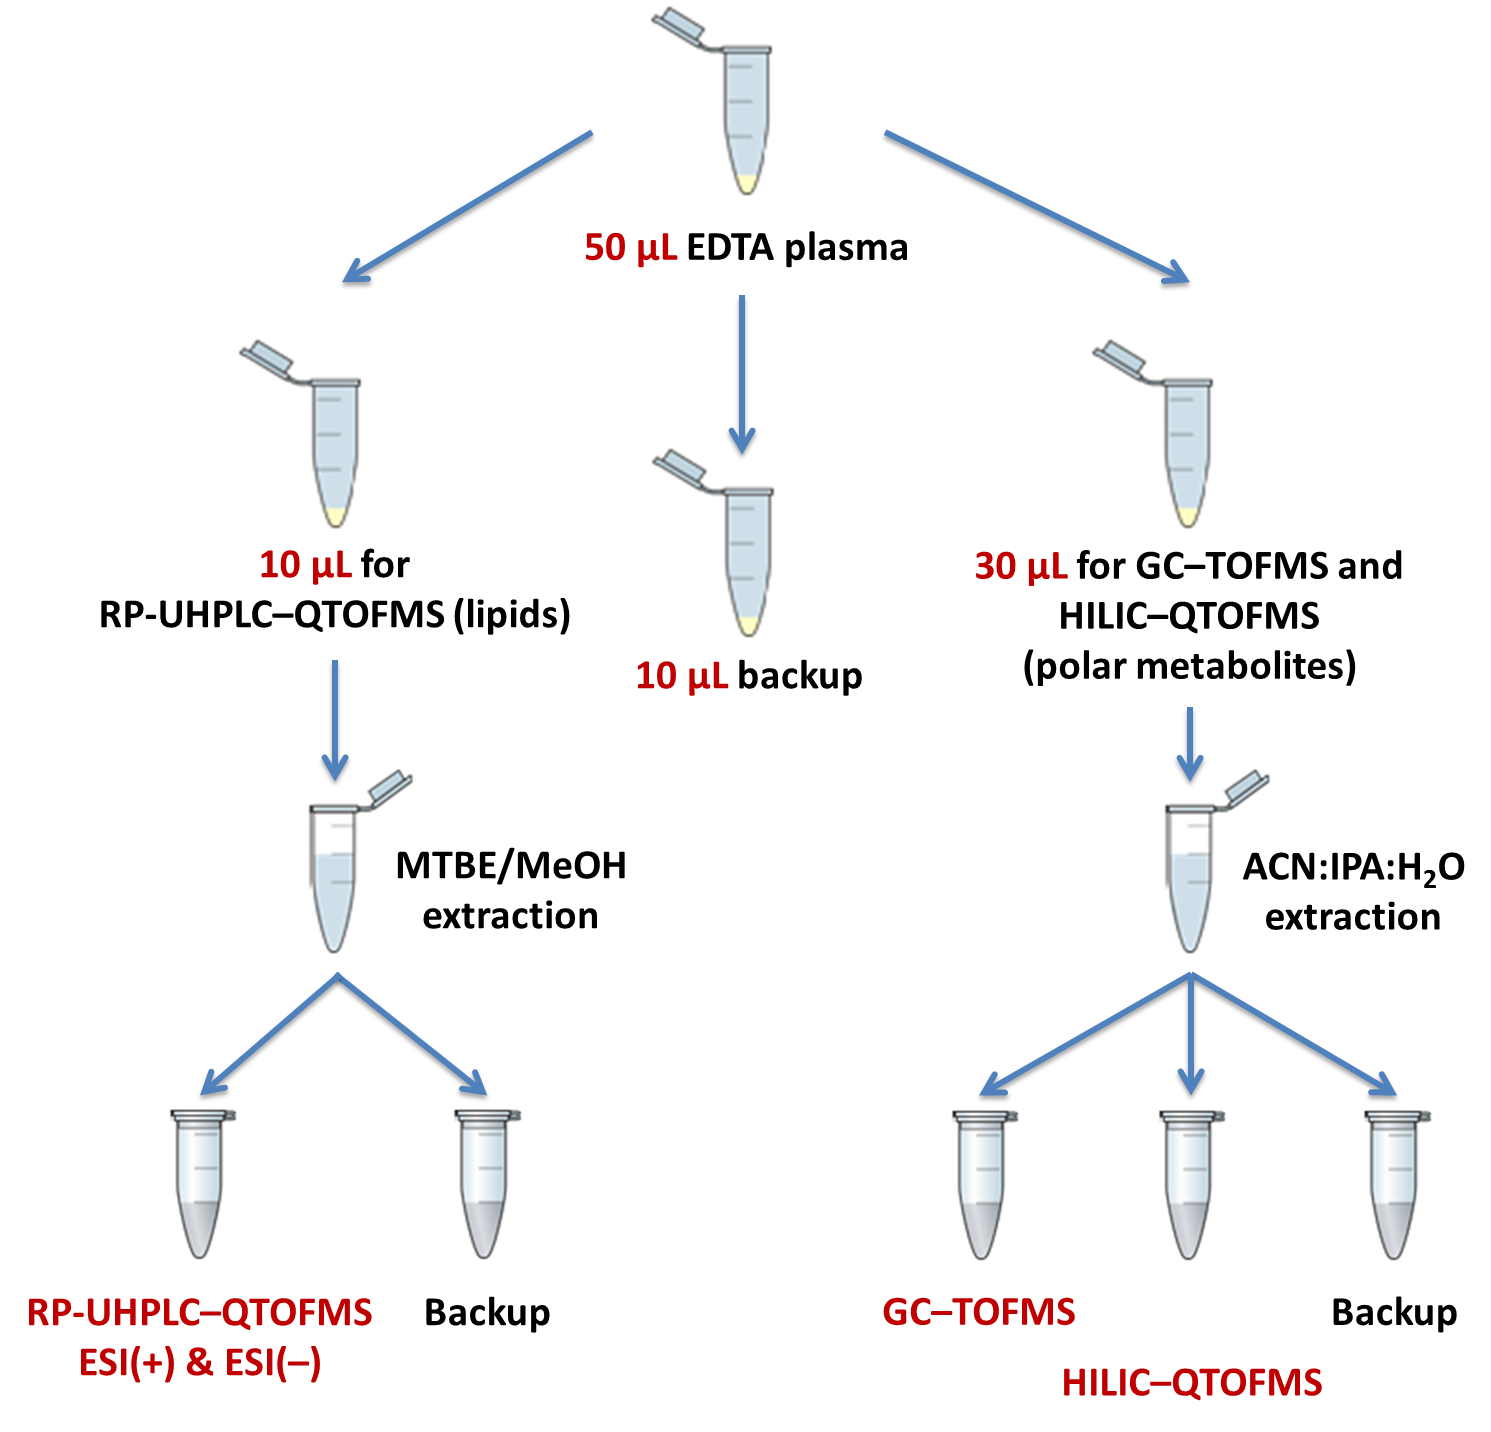 50 µL EDTA plasma
10 µL for
RP-UHPLC–QTOFMS (lipids)
10 µL backup
30 µL for GC–TOFMS and
HILIC–QTOFMS
(polar metabolites)
MTBE/MeOH
extraction
ACN:IPA:H₂O
extraction
RP-UHPLC–QTOFMS
ESI(+) & ESI(–)
Backup
GC–TOFMS
HILIC–QTOFMS
Backup